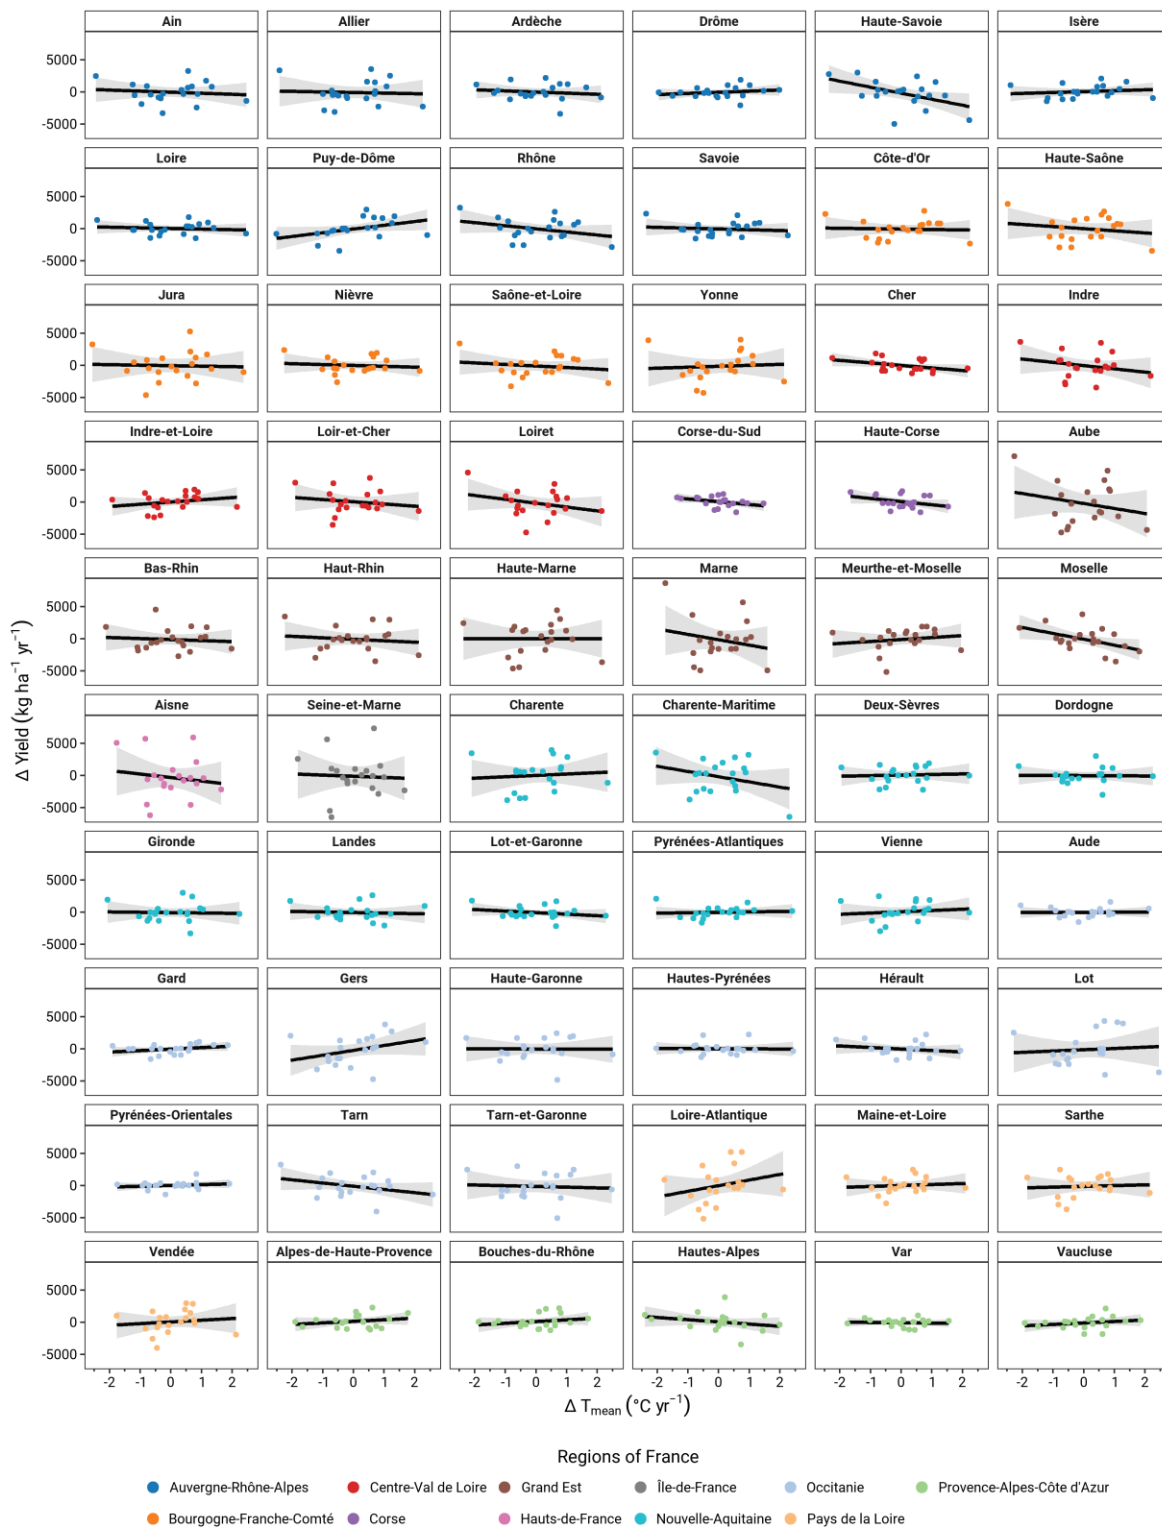 Ain Allier Ardèche Drôme Haute-Savoie Isère
5000
0
-5000
Loire Puy-de-Dôme Rhône Savoie Côte-d'Or Haute-Saône
5000
0
-5000
Jura Nièvre Saône-et-Loire Yonne Cher Indre
5000
0
-5000
Indre-et-Loire Loir-et-Cher Loiret Corse-du-Sud Haute-Corse Aube
5000
0
-5000
Bas-Rhin Haut-Rhin Haute-Marne Marne Meurthe-et-Moselle Moselle
5000
0
-5000
Δ Yield (kg ha⁻¹ yr⁻¹)
Aisne Seine-et-Marne Charente Charente-Maritime Deux-Sèvres Dordogne
5000
0
-5000
Gironde Landes Lot-et-Garonne Pyrénées-Atlantiques Vienne Aude
5000
0
-5000
Gard Gers Haute-Garonne Hautes-Pyrénées Hérault Lot
5000
0
-5000
Pyrénées-Orientales Tarn Tarn-et-Garonne Loire-Atlantique Maine-et-Loire Sarthe
5000
0
-5000
Vendée Alpes-de-Haute-Provence Bouches-du-Rhône Hautes-Alpes Var Vaucluse
5000
0
-5000
-2 -1 0 1 2 -2 -1 0 1 2 -2 -1 0 1 2 -2 -1 0 1 2 -2 -1 0 1 2 -2 -1 0 1 2
Δ Tmean (°C yr⁻¹)
Regions of France
Auvergne-Rhône-Alpes Centre-Val de Loire Grand Est Île-de-France Occitanie Provence-Alpes-Côte d'Azur
Bourgogne-Franche-Comté Corse Hauts-de-France Nouvelle-Aquitaine Pays de la Loire